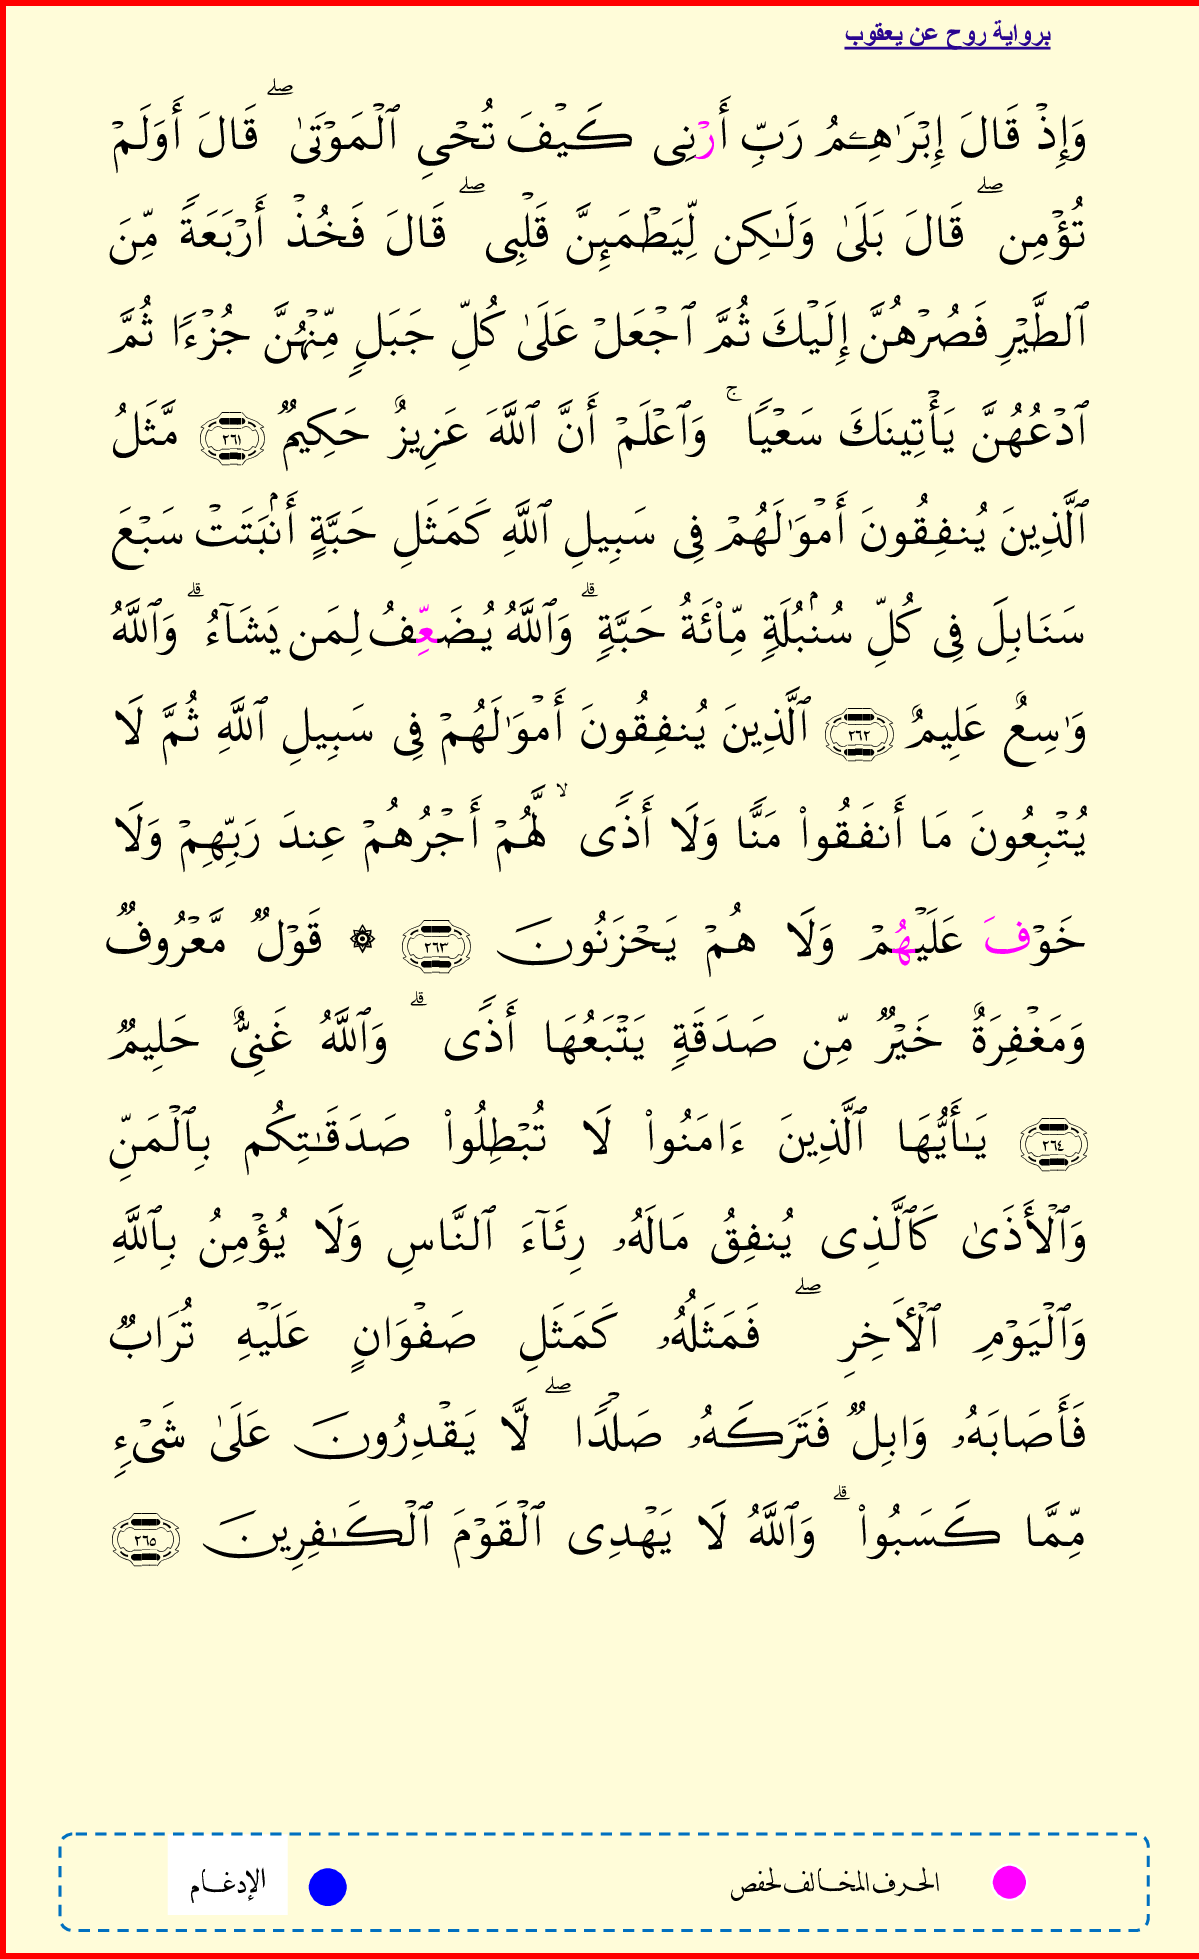 برواية روح عن يعقوب
وَإِذۡ قَالَ إِبۡرَٰهِـۧمُ رَبِّ أَرۡنِى كَيۡفَ تُحۡىِ ٱلۡمَوۡتَىٰۖ قَالَ أَوَلَمۡ
تُؤۡمِنۖ قَالَ بَلَىٰ وَلَـٰكِن لِّيَطۡمَئِنَّ قَلۡبِىۖ قَالَ فَخُذۡ أَرۡبَعَةً مِّنَ
ٱلطَّيۡرِ فَصُرۡهُنَّ إِلَيۡكَ ثُمَّ ٱجۡعَلۡ عَلَىٰ كُلِّ جَبَلٍ مِّنۡهُنَّ جُزۡءًا ثُمَّ
ٱدۡعُهُنَّ يَأۡتِينَكَ سَعۡيًاۚ وَٱعۡلَمۡ أَنَّ ٱللَّهَ عَزِيزٌ حَكِيمٌ ٢٦١ مَّثَلُ
ٱلَّذِينَ يُنفِقُونَ أَمۡوَٰلَهُمۡ فِى سَبِيلِ ٱللَّهِ كَمَثَلِ حَبَّةٍ أَنۢبَتَتۡ سَبۡعَ
سَنَابِلَ فِى كُلِّ سُنۢبُلَةٍ مِّاْئَةُ حَبَّةٍۗ وَٱللَّهُ يُضَعِّفُ لِمَن يَشَآءُۗ وَٱللَّهُ
وَٰسِعٌ عَلِيمٌ ٢٦٢ ٱلَّذِينَ يُنفِقُونَ أَمۡوَٰلَهُمۡ فِى سَبِيلِ ٱللَّهِ ثُمَّ لَا
يُتۡبِعُونَ مَا أَنفَقُواْ مَنًّا وَلَا أَذًىۙ لَّهُمۡ أَجۡرُهُمۡ عِندَ رَبِّهِمۡ وَلَا
خَوۡفَ عَلَيۡهُمۡ وَلَا هُمۡ يَحۡزَنُونَ ٢٦٣ ۞ قَوۡلٌ مَّعۡرُوفٌ
وَمَغۡفِرَةٌ خَيۡرٌ مِّن صَدَقَةٍ يَتۡبَعُهَا أَذًىۗ وَٱللَّهُ غَنِىٌّ حَلِيمٌ
٢٦٤ يَـٰأَيُّهَا ٱلَّذِينَ ءَامَنُواْ لَا تُبۡطِلُواْ صَدَقَـٰتِكُم بِٱلۡمَنِّ
وَٱلۡأَذَىٰ كَٱلَّذِى يُنفِقُ مَالَهُۥ رِئَآءَ ٱلنَّاسِ وَلَا يُؤۡمِنُ بِٱللَّهِ
وَٱلۡيَوۡمِ ٱلۡأَخِرِۖ فَمَثَلُهُۥ كَمَثَلِ صَفۡوَانٍ عَلَيۡهِ تُرَابٌ
فَأَصَابَهُۥ وَابِلٌ فَتَرَكَهُۥ صَلۡدًاۖ لَّا يَقۡدِرُونَ عَلَىٰ شَىۡءٍ
مِّمَّا كَسَبُواْۗ وَٱللَّهُ لَا يَهۡدِى ٱلۡقَوۡمَ ٱلۡكَـٰفِرِينَ ٢٦٥
الحرف المخالف لحفص
الإدغام